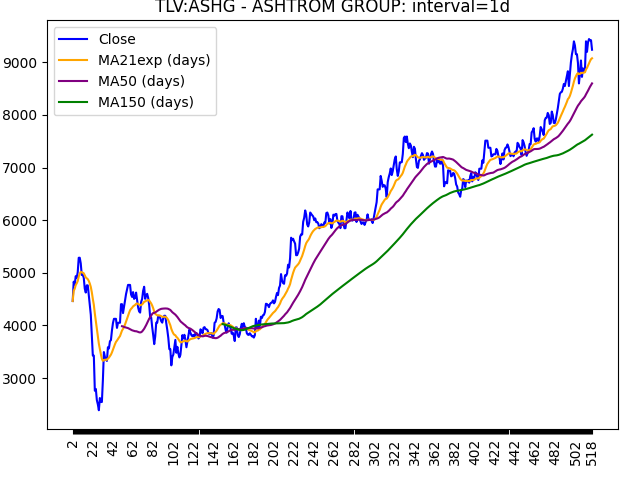 TLV:ASHG - ASHTROM GROUP: interval=1d
Close
MA21exp (days)
MA50 (days)
MA150 (days)
9000
8000
7000
6000
5000
4000
3000
2 22 42 62 82 102 122 142 162 182 202 222 242 262 282 302 322 342 362 382 402 422 442 462 482 502 518